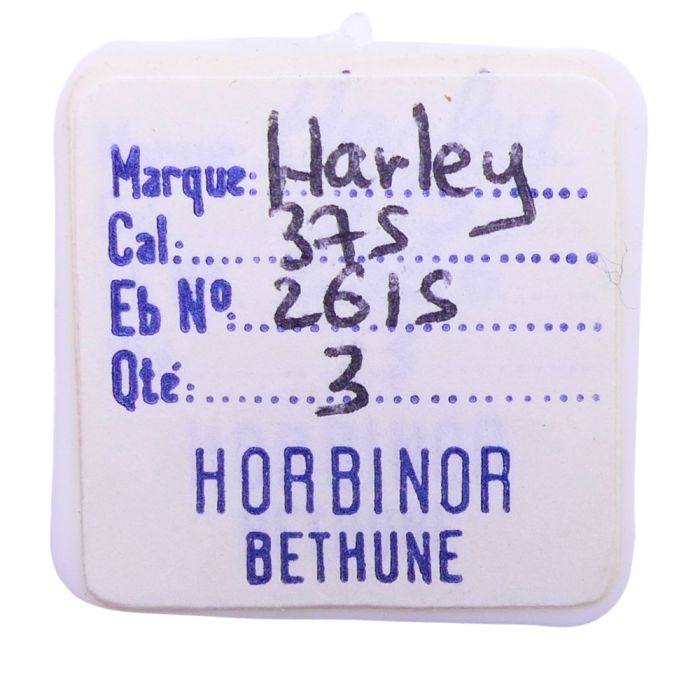 Marque: Harley
Cal: 375
Eb Nº: 2615
Qté: 3
HORBINOR
BETHUNE